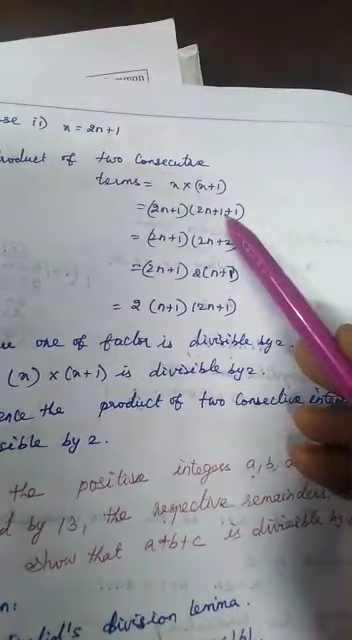 ii) x = 2n+1
product of two Consecutive
terms = x × (x+1)
= (2n+1)(2n+1+1)
= (2n+1)(2n+2
= (2n+1) 2(n+1)
= 2 (n+1) (2n+1)
one of factor is divisible by 2.
(x) × (x+1) is divisible by 2.
the product of two Consective
by 2.
the positive integers a, b,
by 13, the respective remainders
show that a+b+c is divisible by
division lemma.